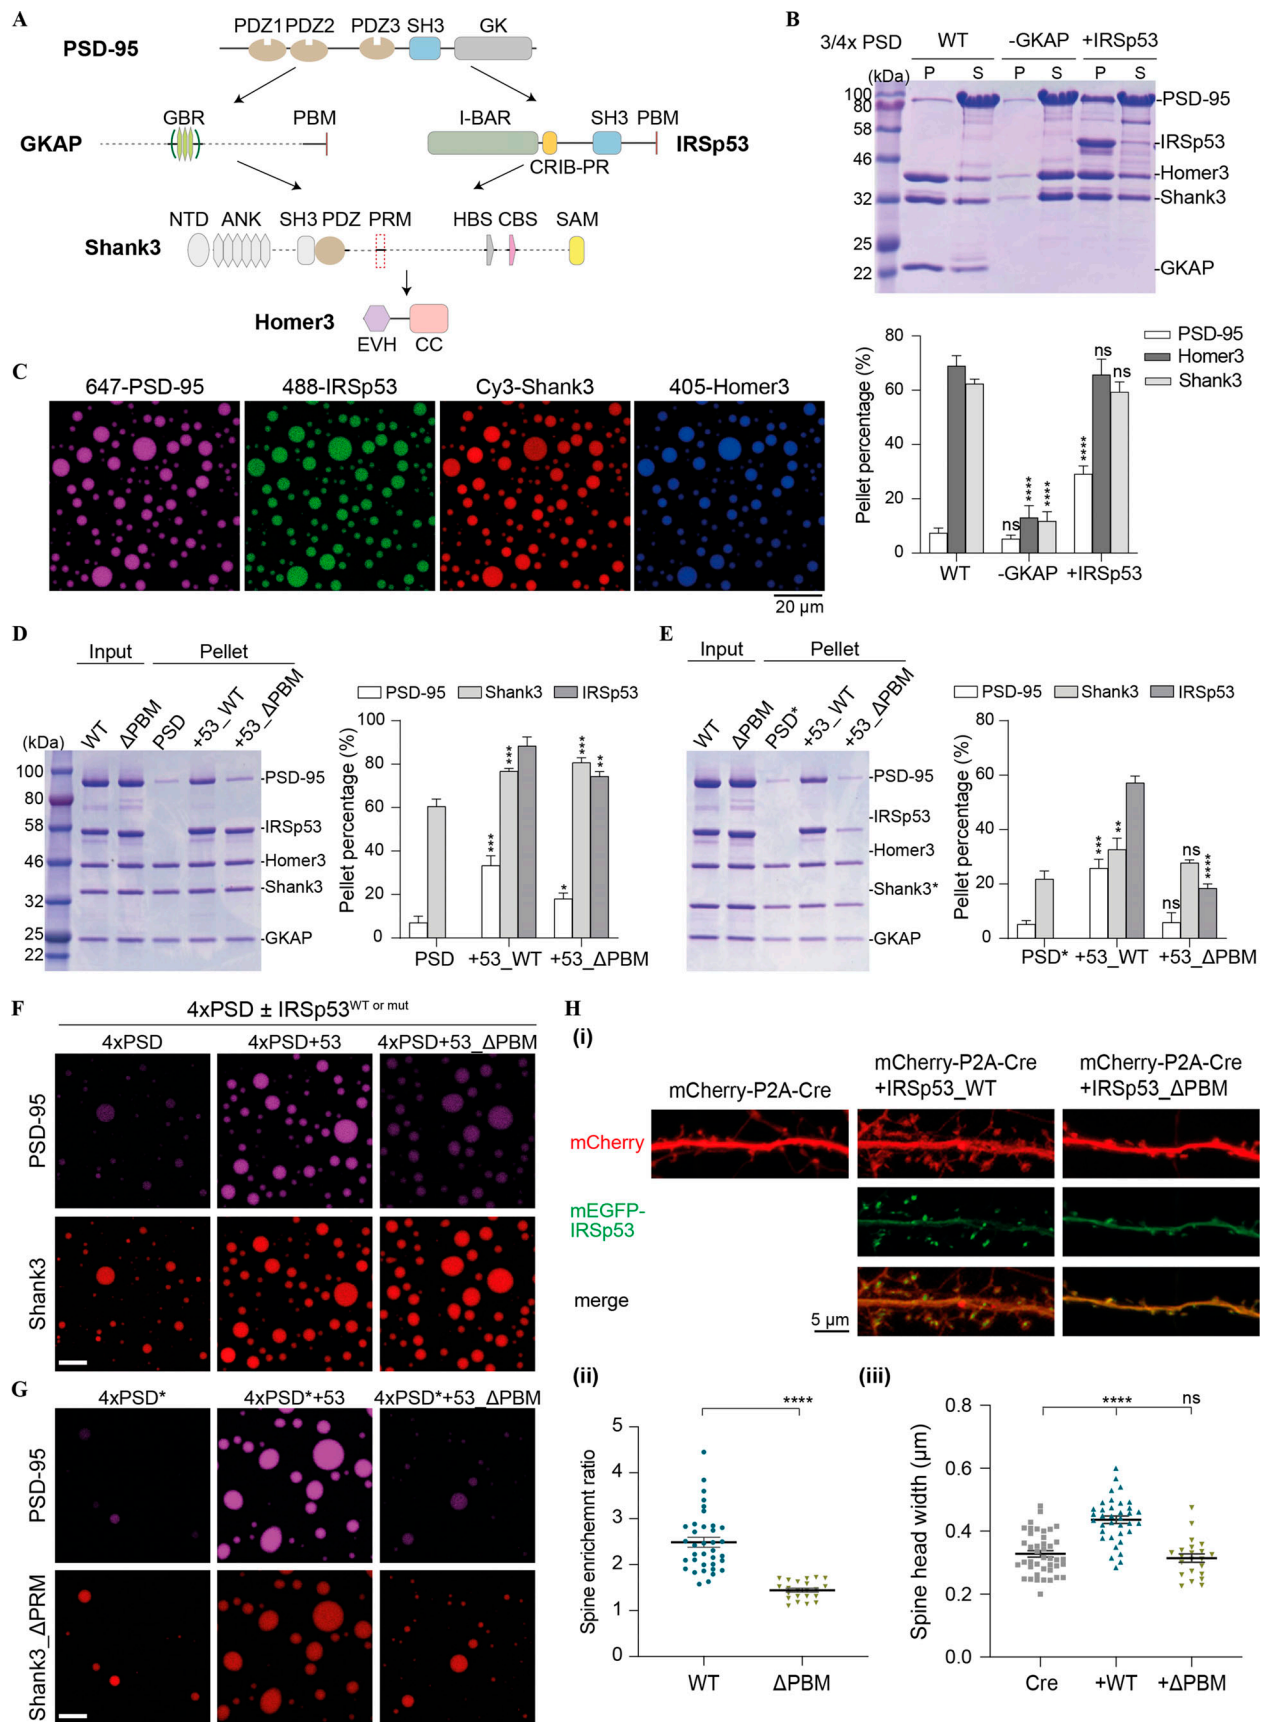 A
PDZ1 PDZ2 PDZ3 SH3 GK
PSD-95
GBR PBM
GKAP
I-BAR SH3 PBM
IRSp53
CRIB-PR
NTD ANK SH3 PDZ PRM HBS CBS SAM
Shank3
Homer3
EVH CC
B
3/4x PSD WT -GKAP +IRSp53
(kDa) P S P S P S
100
80
58
46
32
25
22
-PSD-95
-IRSp53
-Homer3
-Shank3
-GKAP
PSD-95
Homer3
Shank3
Pellet percentage (%)
80
60
40
20
0
ns **** ****
**** ns ns
WT -GKAP +IRSp53
C
647-PSD-95 488-IRSp53 Cy3-Shank3 405-Homer3
20 µm
D
Input Pellet
(kDa) WT ΔPBM PSD +53_WT +53_ΔPBM
100
80
58
46
32
25
22
-PSD-95
-IRSp53
-Homer3
-Shank3
-GKAP
PSD-95 Shank3 IRSp53
Pellet percentage (%)
100
80
60
40
20
0
*** ***
* *** **
PSD +53_WT +53_ΔPBM
E
Input Pellet
WT ΔPBM PSD* +53_WT +53_ΔPBM
-PSD-95
IRSp53
Homer3
-Shank3*
-GKAP
PSD-95 Shank3 IRSp53
Pellet percentage (%)
80
60
40
20
0
*** **
ns ns ****
PSD* +53_WT +53_ΔPBM
F
4xPSD ± IRSp53WT or mut
4xPSD 4xPSD+53 4xPSD+53_ΔPBM
PSD-95
Shank3
G
4xPSD* 4xPSD*+53 4xPSD*+53_ΔPBM
PSD-95
Shank3_ΔPRM
H
(i)
mCherry-P2A-Cre
mCherry-P2A-Cre
+IRSp53_WT
mCherry-P2A-Cre
+IRSp53_ΔPBM
mCherry
mEGFP-
IRSp53
merge
5 µm
(ii)
****
Spine enrichemnt ratio
5
4
3
2
1
0
WT ΔPBM
(iii)
**** ns
Spine head width (µm)
0.8
0.6
0.4
0.2
0.0
Cre +WT +ΔPBM